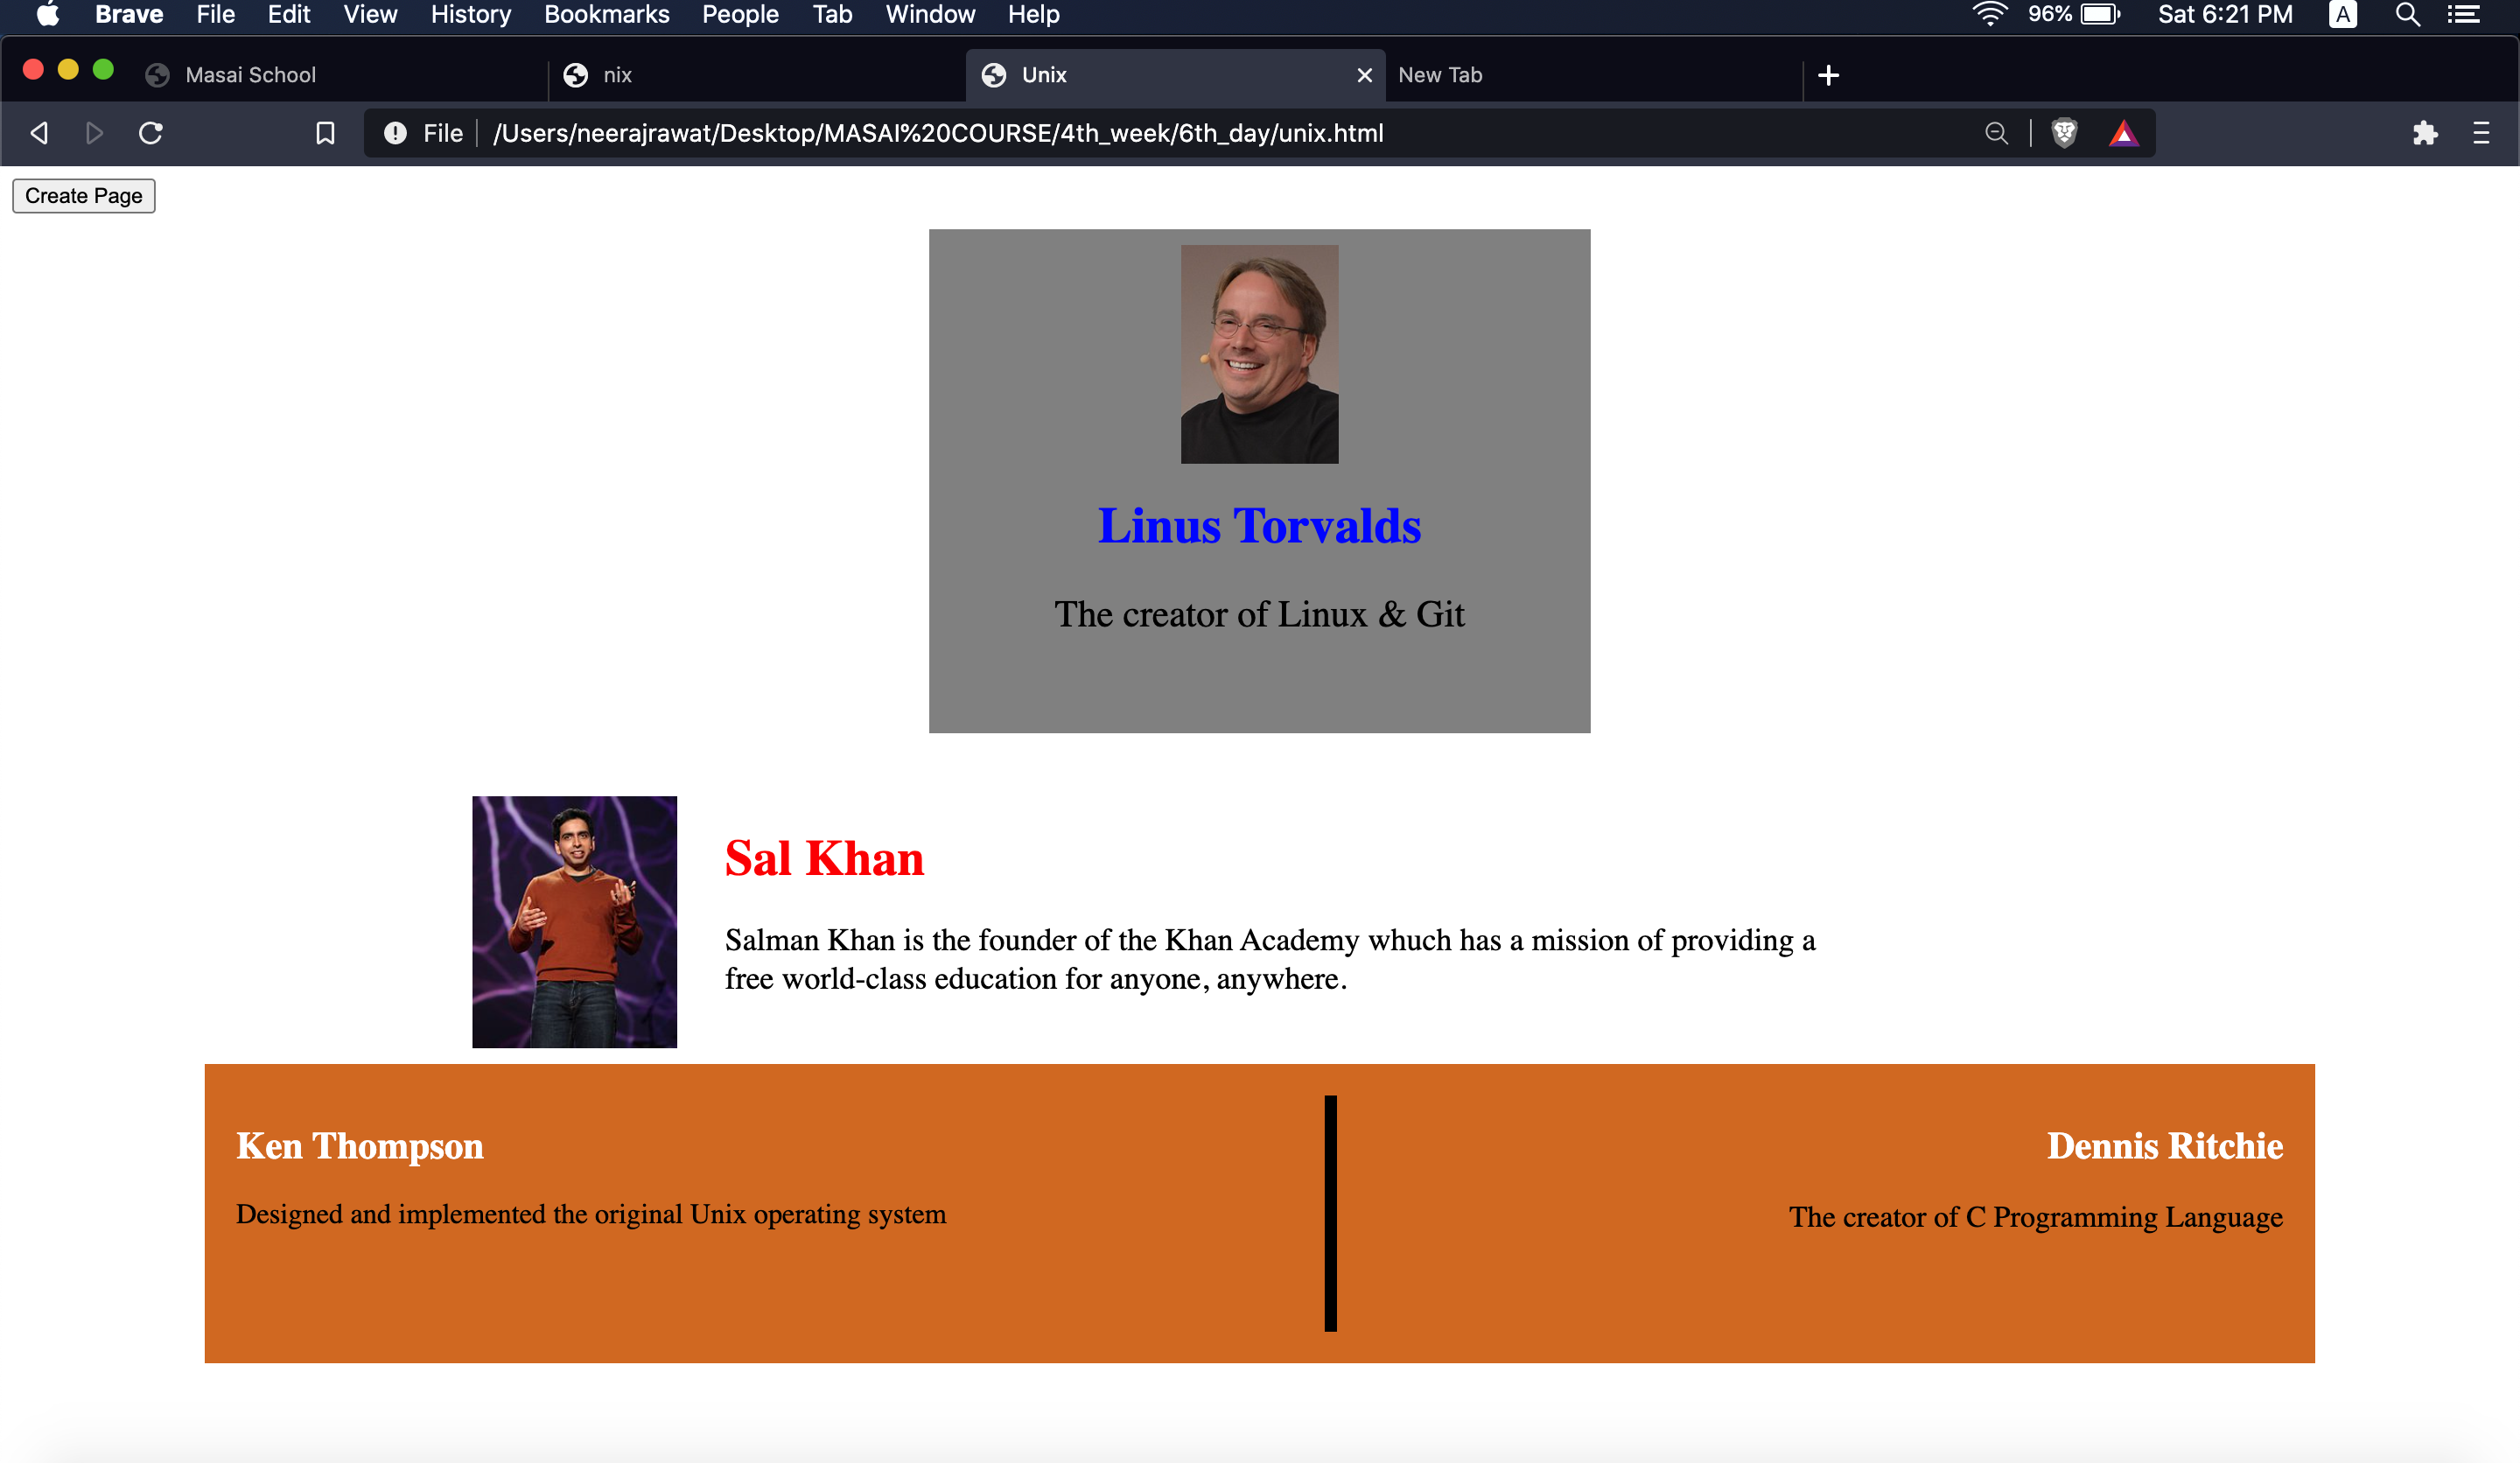 Brave File Edit View History Bookmarks People Tab Window Help 96% Sat 6:21 PM A
Masai School nix Unix New Tab
File /Users/neerajrawat/Desktop/MASAI%20COURSE/4th_week/6th_day/unix.html
Create Page
Linus Torvalds
The creator of Linux & Git
Sal Khan
Salman Khan is the founder of the Khan Academy whuch has a mission of providing a
free world-class education for anyone, anywhere.
Ken Thompson
Designed and implemented the original Unix operating system
Dennis Ritchie
The creator of C Programming Language